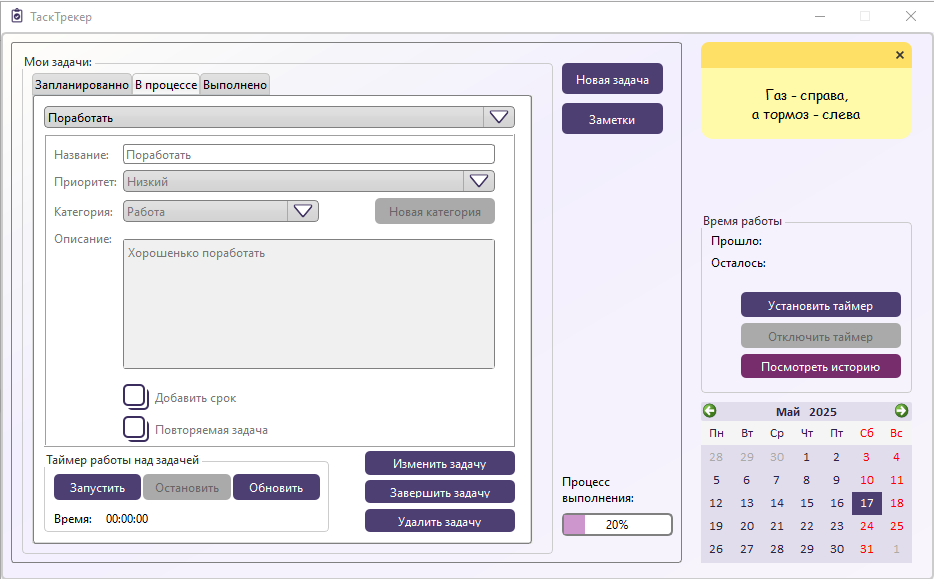 ТаскТрекер
Мои задачи:
Запланированно В процессе Выполнено
Поработать
Название: Поработать
Приоритет: Низкий
Категория: Работа Новая категория
Описание: Хорошенько поработать
Добавить срок
Повторяемая задача
Таймер работы над задачей
Запустить Остановить Обновить
Время: 00:00:00
Изменить задачу
Завершить задачу
Удалить задачу
Новая задача
Заметки
Процесс
выполнения:
20%
×
Газ - справа,
а тормоз - слева
Время работы
Прошло:
Осталось:
Установить таймер
Отключить таймер
Посмотреть историю
Май 2025
Пн Вт Ср Чт Пт Сб Вс
28 29 30 1 2 3 4
5 6 7 8 9 10 11
12 13 14 15 16 17 18
19 20 21 22 23 24 25
26 27 28 29 30 31 1